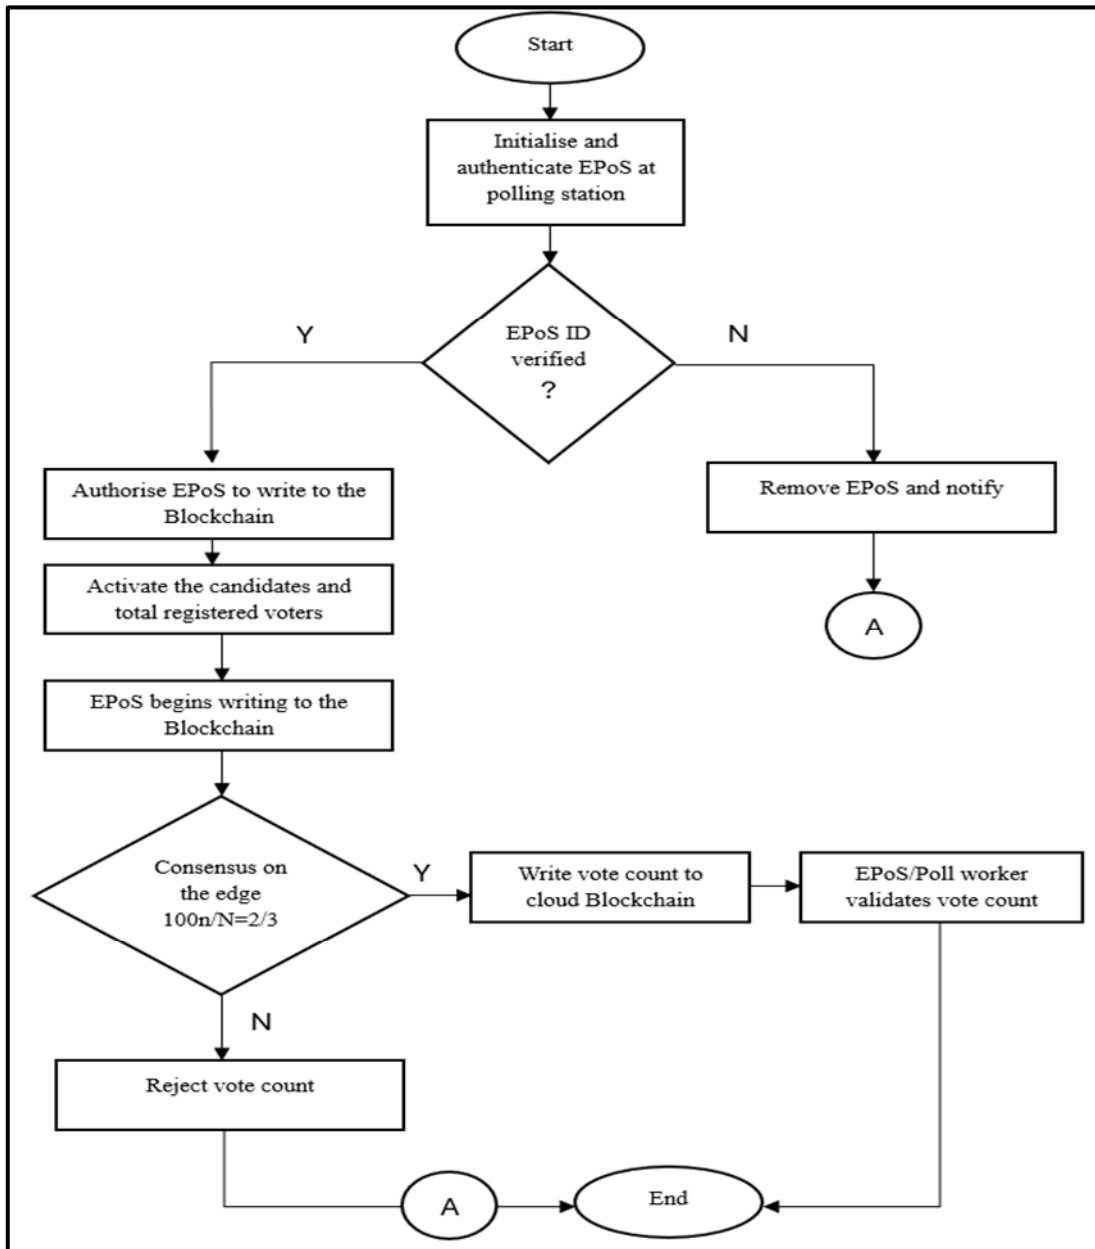 Start
Initialise and
authenticate EPoS at
polling station
EPoS ID
verified
?
Y
N
Authorise EPoS to write to the
Blockchain
Remove EPoS and notify
Activate the candidates and
total registered voters
A
EPoS begins writing to the
Blockchain
Consensus on
the edge
100n/N=2/3
Y
Write vote count to
cloud Blockchain
EPoS/Poll worker
validates vote count
N
Reject vote count
A
End